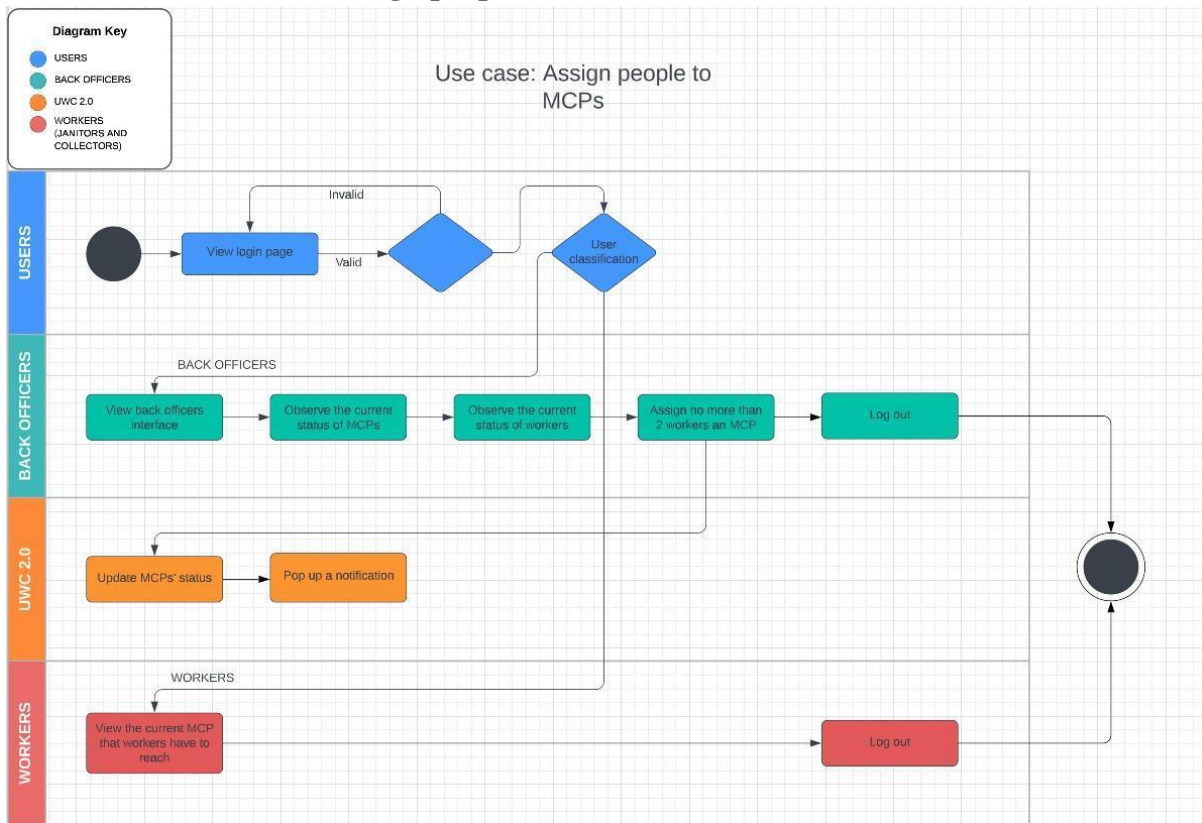 Diagram Key
USERS
BACK OFFICERS
UWC 2.0
WORKERS
(JANITORS AND
COLLECTORS)
Use case: Assign people to
MCPs
USERS
Invalid
View login page
Valid
User
classification
BACK OFFICERS
BACK OFFICERS
View back officers
interface
Observe the current
status of MCPs
Observe the current
status of workers
Assign no more than
2 workers an MCP
Log out
UWC 2.0
Update MCPs' status
Pop up a notification
WORKERS
WORKERS
View the current MCP
that workers have to
reach
Log out